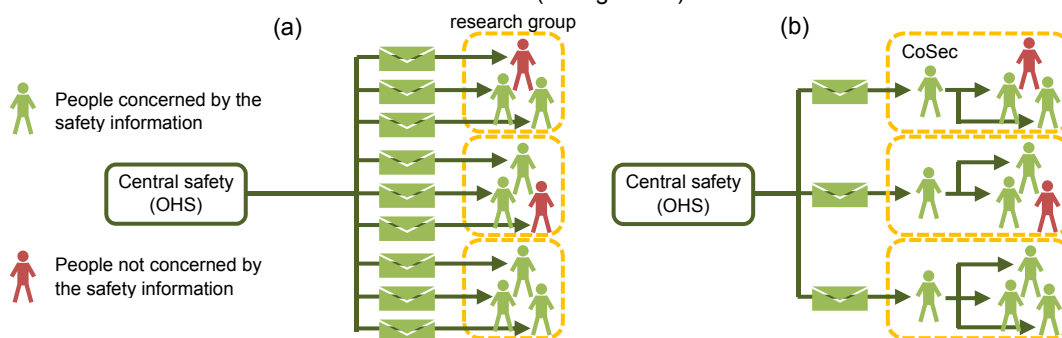 (a)
research group
(b)
CoSec
People concerned by the
safety information
Central safety
(OHS)
Central safety
(OHS)
People not concerned by
the safety information